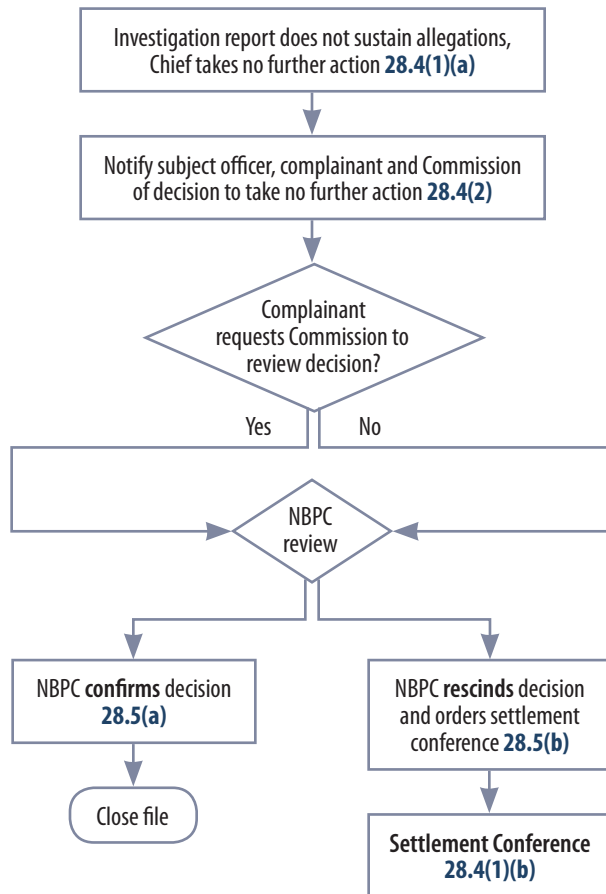 Investigation report does not sustain allegations,
Chief takes no further action 28.4(1)(a)
Notify subject officer, complainant and Commission
of decision to take no further action 28.4(2)
Complainant
requests Commission to
review decision?
Yes
No
NBPC
review
NBPC confirms decision
28.5(a)
NBPC rescinds decision
and orders settlement
conference 28.5(b)
Close file
Settlement Conference
28.4(1)(b)